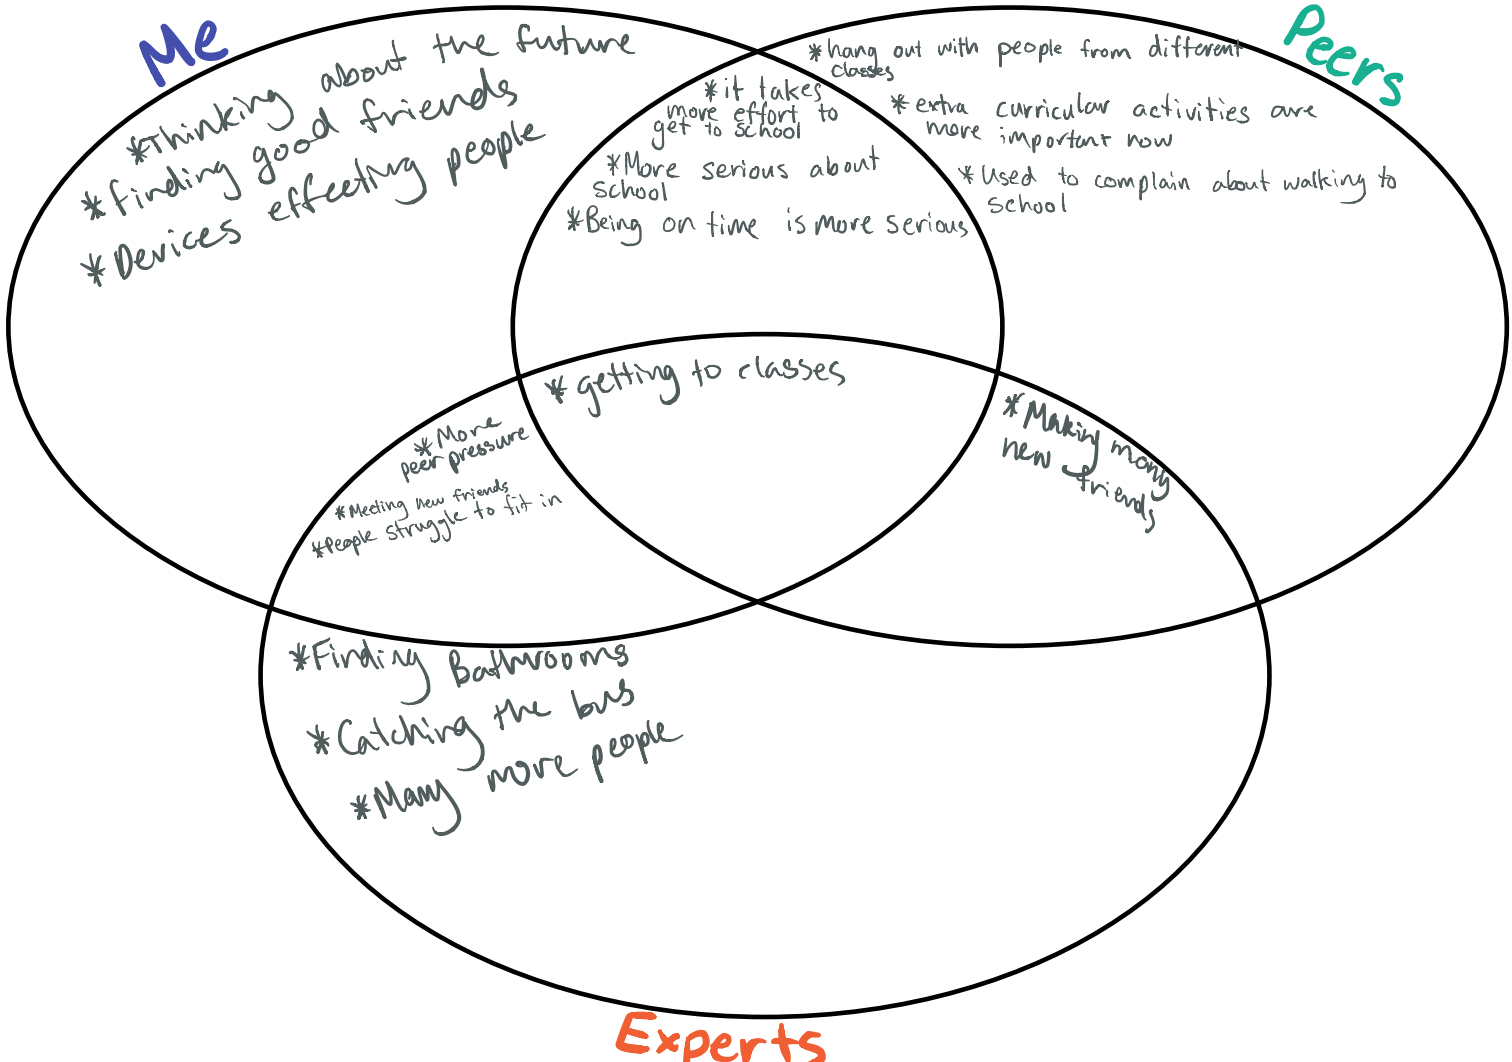 Me
*Thinking about the future
*finding good friends
*Devices effecting people
Peers
*hang out with people from different
classes
*extra curricular activities are
more important now
*Used to complain about walking to
school
*it takes
more effort to
get to school
*More serious about
school
*Being on time is more serious
*getting to classes
*More
peer pressure
*Meeting new friends
*People struggle to fit in
*Making many
new friends
*Finding Bathrooms
*Catching the bus
*Many more people
Experts